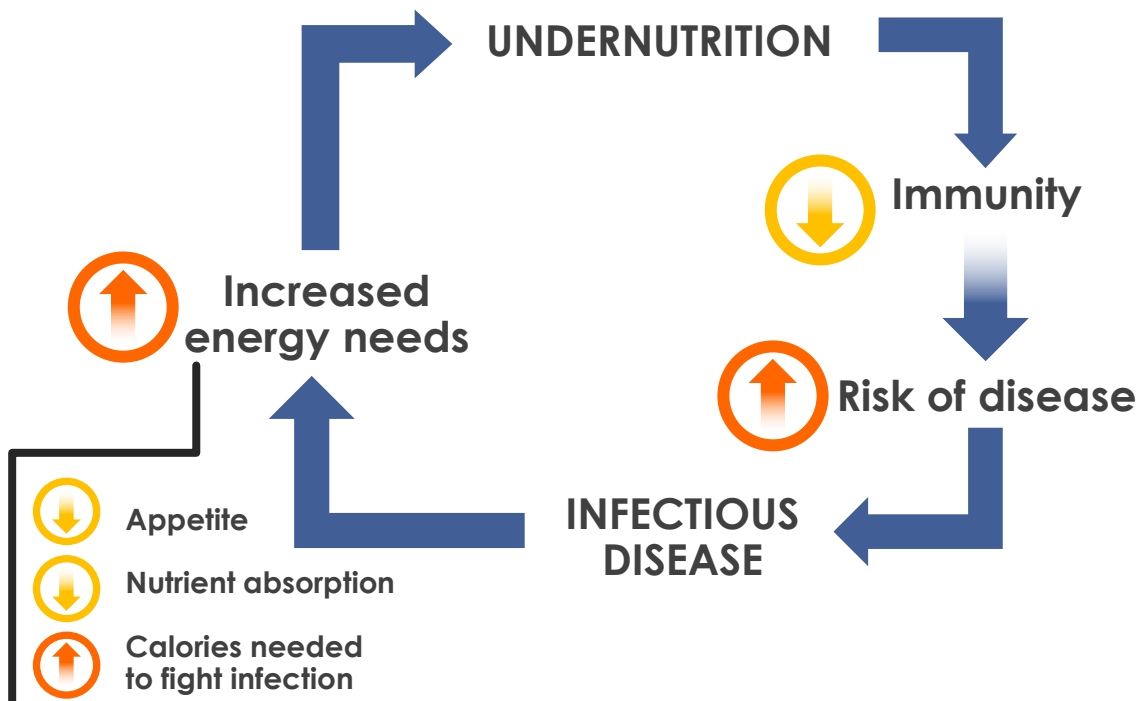 UNDERNUTRITION
Immunity
Risk of disease
INFECTIOUS
DISEASE
Increased
energy needs
Appetite
Nutrient absorption
Calories needed
to fight infection